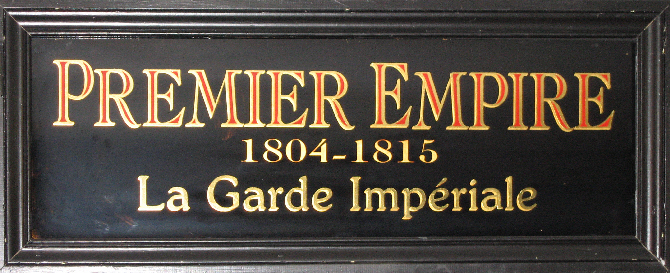 PREMIER EMPIRE
1804-1815
La Garde Impériale